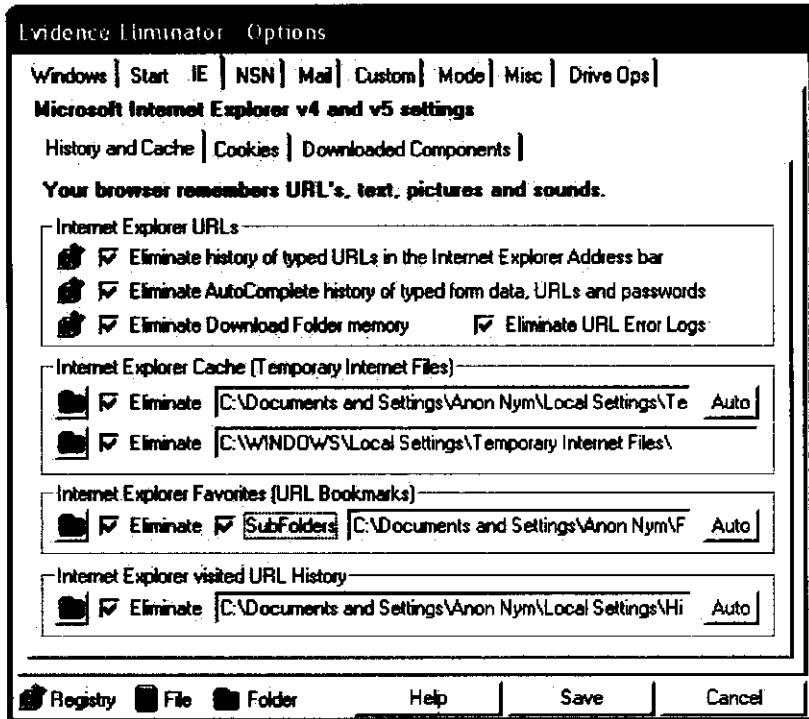 Evidence Eliminator Options
Windows Start IE NSN Mail Custom Mode Misc Drive Ops
Microsoft Internet Explorer v4 and v5 settings
History and Cache Cookies Downloaded Components
Your browser remembers URL's, text, pictures and sounds.
Internet Explorer URLs
Eliminate history of typed URLs in the Internet Explorer Address bar
Eliminate AutoComplete history of typed form data, URLs and passwords
Eliminate Download Folder memory Eliminate URL Error Logs
Internet Explorer Cache (Temporary Internet Files)
Eliminate C:\Documents and Settings\Anon Nym\Local Settings\Te Auto
Eliminate C:\WINDOWS\Local Settings\Temporary Internet Files\
Internet Explorer Favorites (URL Bookmarks)
Eliminate SubFolders C:\Documents and Settings\Anon Nym\F Auto
Internet Explorer visited URL History
Eliminate C:\Documents and Settings\Anon Nym\Local Settings\Hi Auto
Registry File Folder Help Save Cancel